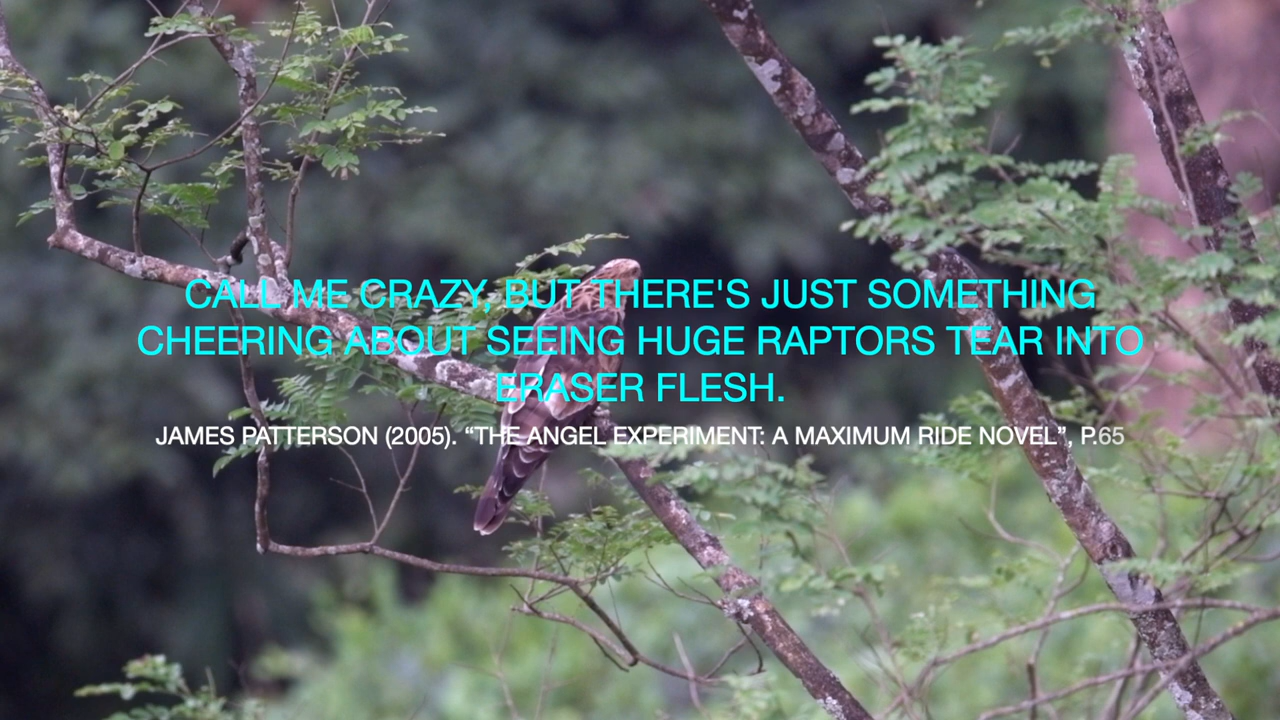 CALL ME CRAZY, BUT THERE'S JUST SOMETHING
CHEERING ABOUT SEEING HUGE RAPTORS TEAR INTO
ERASER FLESH.
JAMES PATTERSON (2005). “THE ANGEL EXPERIMENT: A MAXIMUM RIDE NOVEL”, P.65